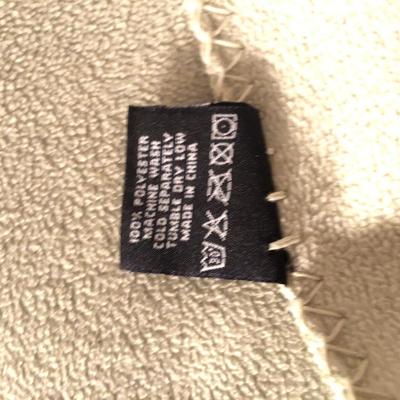 100% POLYESTER
MACHINE WASH
COLD SEPARATELY
TUMBLE DRY LOW
MADE IN CHINA